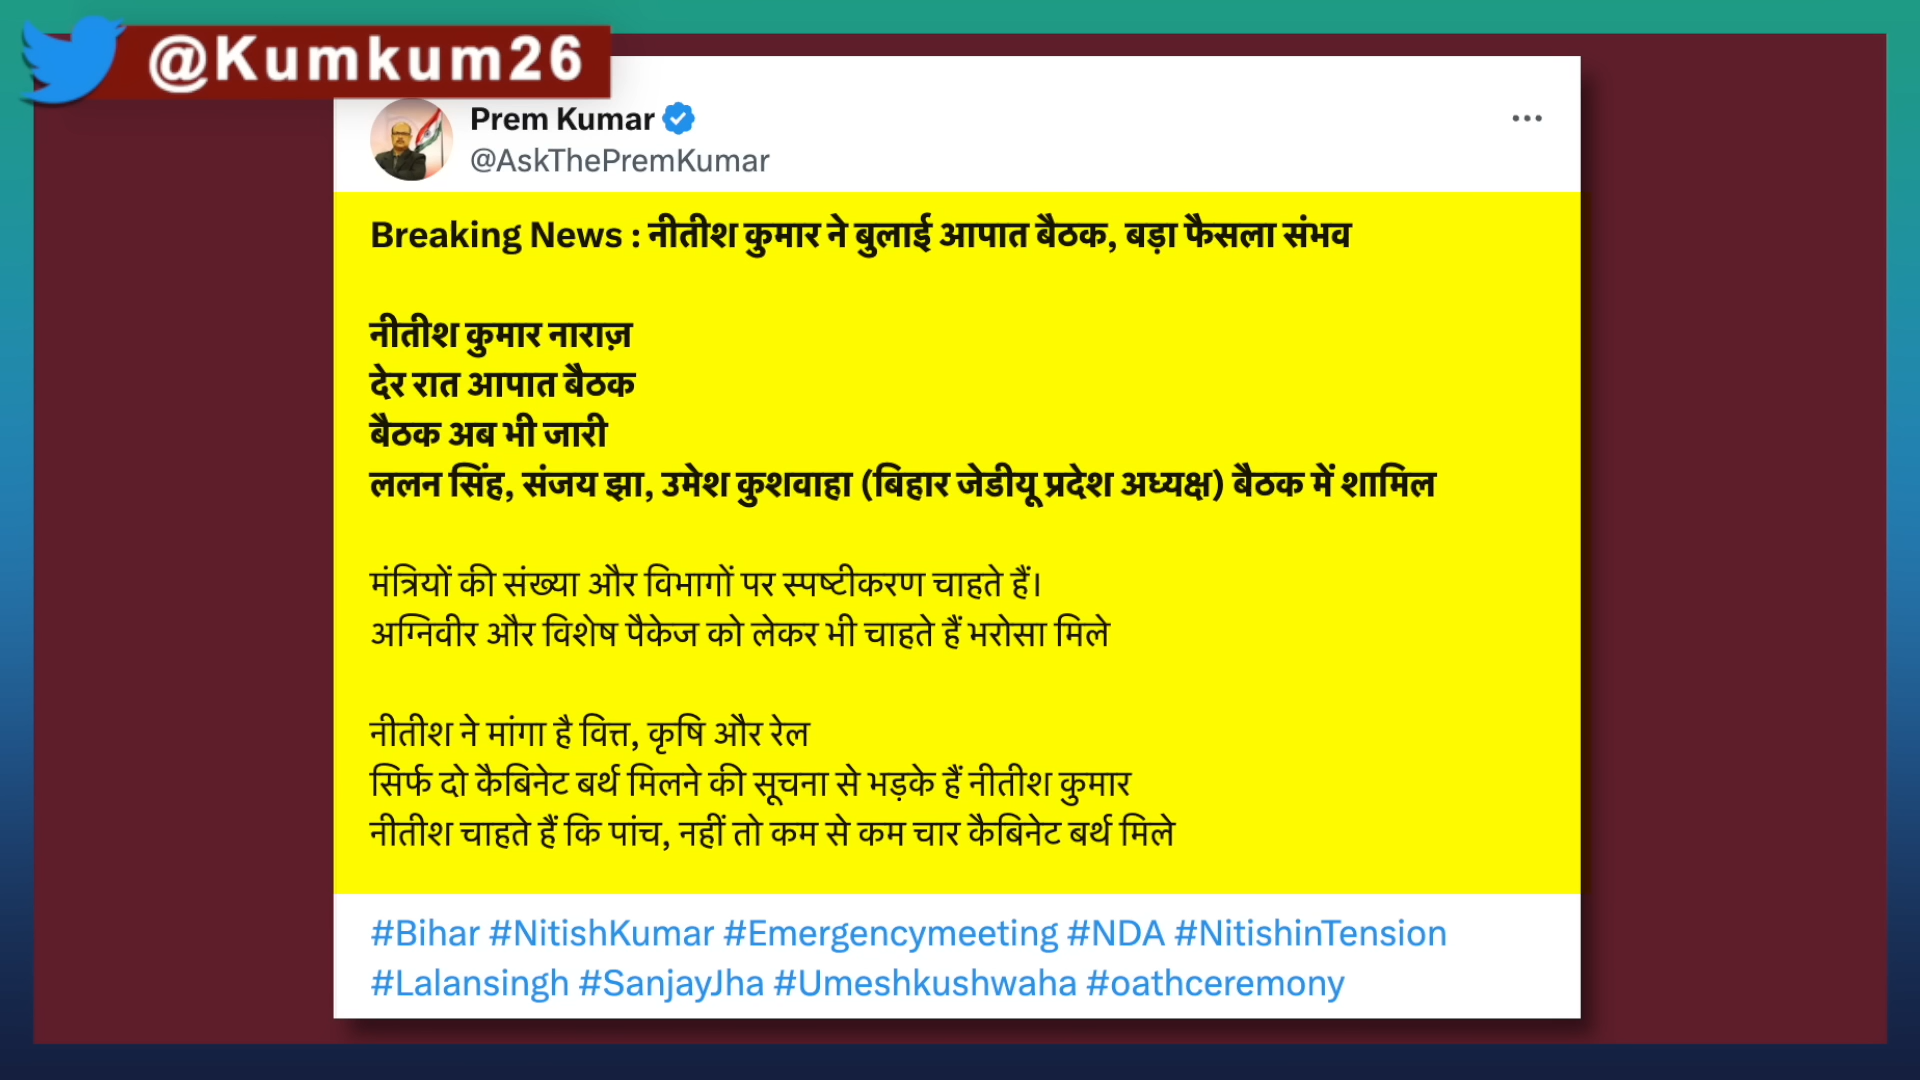 @Kumkum26
Prem Kumar
@AskThePremKumar
Breaking News : नीतीश कुमार ने बुलाई आपात बैठक, बड़ा फैसला संभव
नीतीश कुमार नाराज़
देर रात आपात बैठक
बैठक अब भी जारी
ललन सिंह, संजय झा, उमेश कुशवाहा (बिहार जेडीयू प्रदेश अध्यक्ष) बैठक में शामिल
मंत्रियों की संख्या और विभागों पर स्पष्टीकरण चाहते हैं।
अग्निवीर और विशेष पैकेज को लेकर भी चाहते हैं भरोसा मिले
नीतीश ने मांगा है वित्त, कृषि और रेल
सिर्फ दो कैबिनेट बर्थ मिलने की सूचना से भड़के हैं नीतीश कुमार
नीतीश चाहते हैं कि पांच, नहीं तो कम से कम चार कैबिनेट बर्थ मिले
#Bihar #NitishKumar #Emergencymeeting #NDA #NitishinTension
#Lalansingh #SanjayJha #Umeshkushwaha #oathceremony